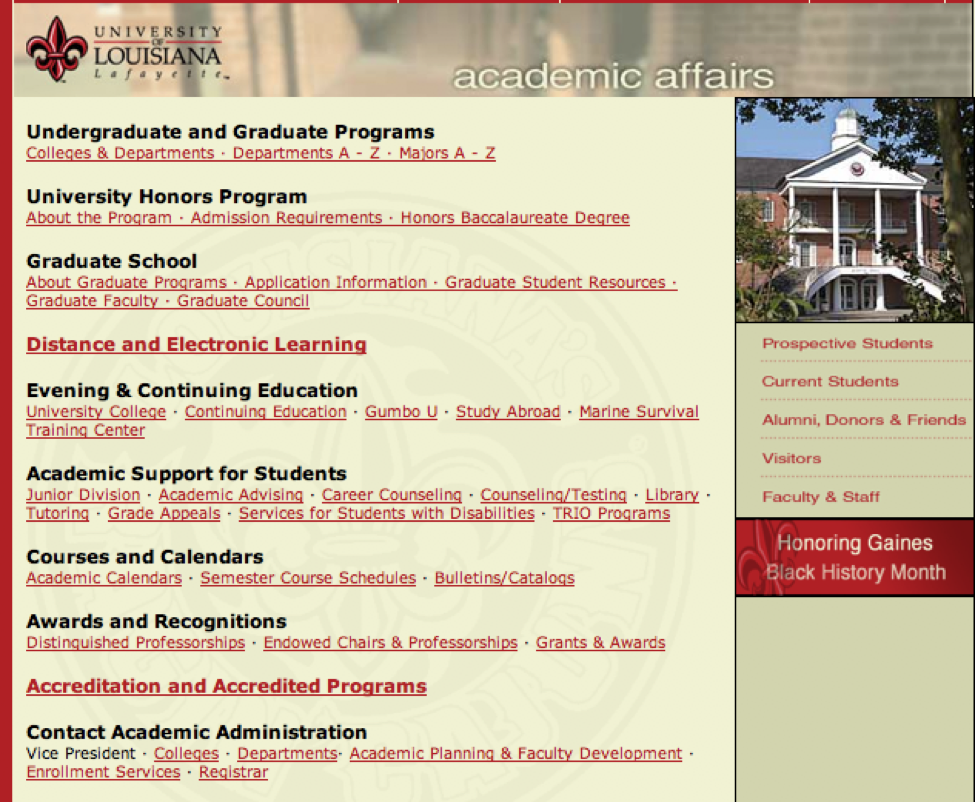 UNIVERSITY
OF
LOUISIANA
Lafayette™
academic affairs
Undergraduate and Graduate Programs
Colleges & Departments · Departments A - Z · Majors A - Z
University Honors Program
About the Program · Admission Requirements · Honors Baccalaureate Degree
Graduate School
About Graduate Programs · Application Information · Graduate Student Resources ·
Graduate Faculty · Graduate Council
Distance and Electronic Learning
Evening & Continuing Education
University College · Continuing Education · Gumbo U · Study Abroad · Marine Survival
Training Center
Academic Support for Students
Junior Division · Academic Advising · Career Counseling · Counseling/Testing · Library ·
Tutoring · Grade Appeals · Services for Students with Disabilities · TRIO Programs
Courses and Calendars
Academic Calendars · Semester Course Schedules · Bulletins/Catalogs
Awards and Recognitions
Distinguished Professorships · Endowed Chairs & Professorships · Grants & Awards
Accreditation and Accredited Programs
Contact Academic Administration
Vice President · Colleges · Departments· Academic Planning & Faculty Development ·
Enrollment Services · Registrar
Prospective Students
Current Students
Alumni, Donors & Friends
Visitors
Faculty & Staff
Honoring Gaines
Black History Month